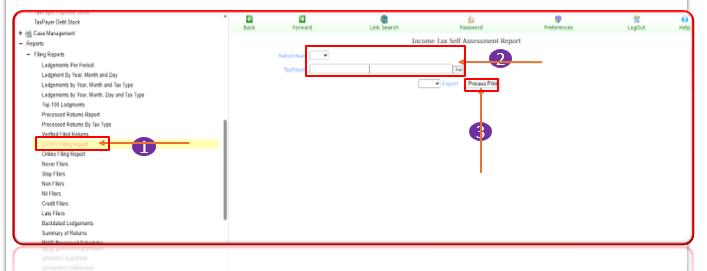 TaxPayer Debt Stack
Case Management
Reports
Filing Reports
Lodgements Per Period
Lodgment By Year, Month and Day
Lodgements by Year, Month and Tax Type
Lodgements by Year, Month, Day and Tax Type
Top 100 Lodgments
Processed Returns Report
Processed Returns By Tax Type
Verified Filed Returns
Filing Report
Online Filing Report
Never Filers
Stop Filers
Non Filers
Nil Filers
Credit Filers
Late Filers
Backdated Lodgements
Summary of Returns
Back
Forward
Link Search
Password
Preferences
LogOut
Help
Income Tax Self Assessment Report
ReturnYear
TaxPayer
Export
Process Print
1
2
3